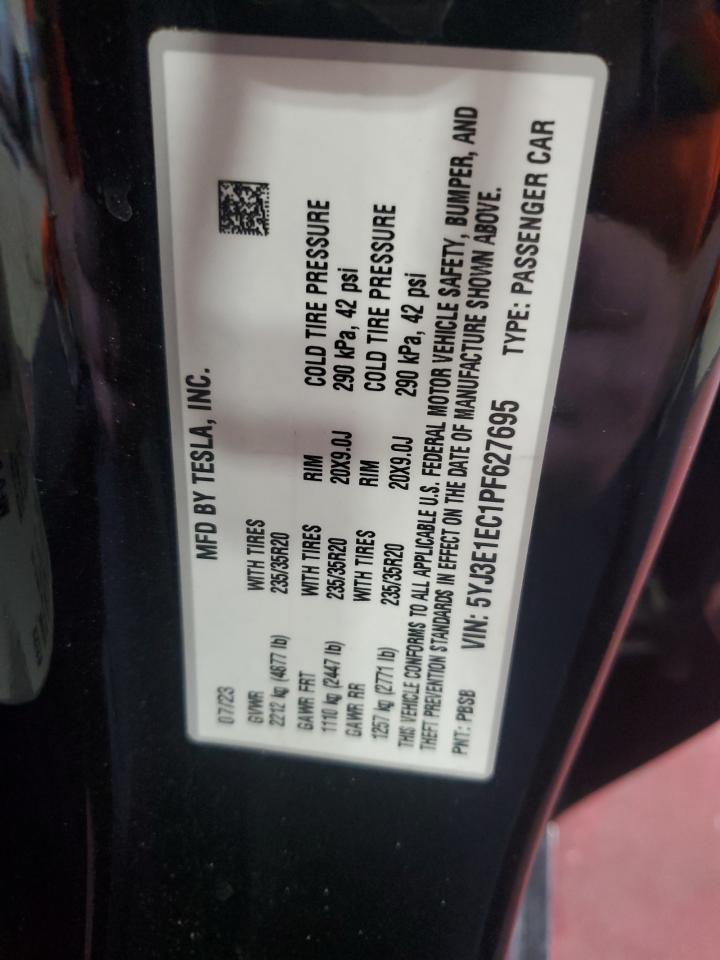 MFD BY TESLA, INC.
07/23
GVWR WITH TIRES
2212 kg (4877 lb) 235/35R20
GAWR FRT WITH TIRES RIM COLD TIRE PRESSURE
1110 kg (2447 lb) 235/35R20 20X9.0J 290 kPa, 42 psi
GAWR RR WITH TIRES RIM COLD TIRE PRESSURE
1257 kg (2771 lb) 235/35R20 20X9.0J 290 kPa, 42 psi
THIS VEHICLE CONFORMS TO ALL APPLICABLE U.S. FEDERAL MOTOR VEHICLE SAFETY, BUMPER, AND
THEFT PREVENTION STANDARDS IN EFFECT ON THE DATE OF MANUFACTURE SHOWN ABOVE.
PNT: PBSB VIN: 5YJ3E1EC1PF627695 TYPE: PASSENGER CAR